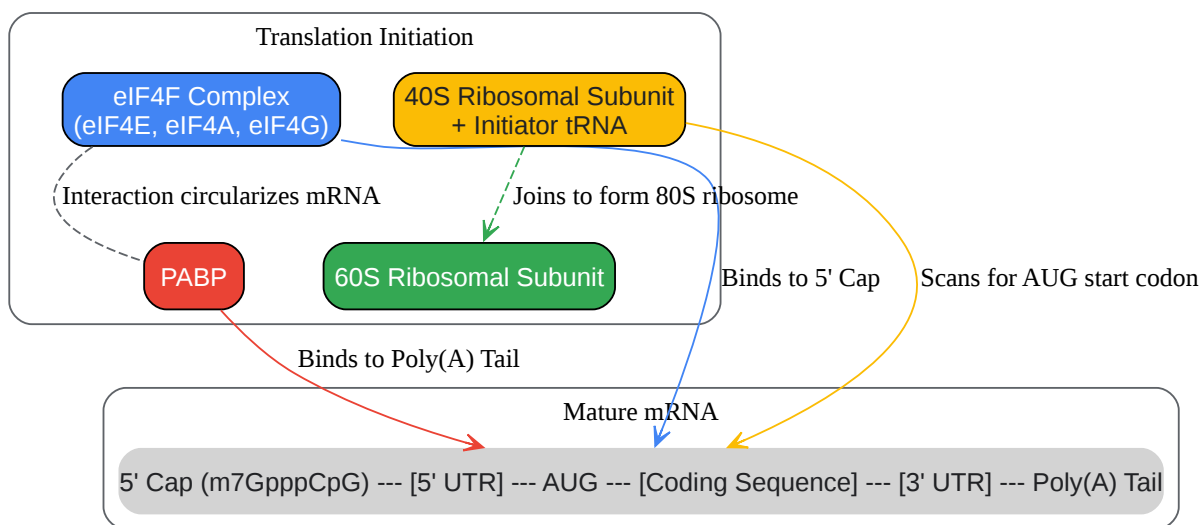 Translation Initiation
eIF4F Complex
(eIF4E, eIF4A, eIF4G)
40S Ribosomal Subunit
+ Initiator tRNA
Interaction circularizes mRNA
Joins to form 80S ribosome
PABP
60S Ribosomal Subunit
Binds to 5' Cap
Scans for AUG start codon
Binds to Poly(A) Tail
Mature mRNA
5' Cap (m7GpppCpG) --- [5' UTR] --- AUG --- [Coding Sequence] --- [3' UTR] --- Poly(A) Tail